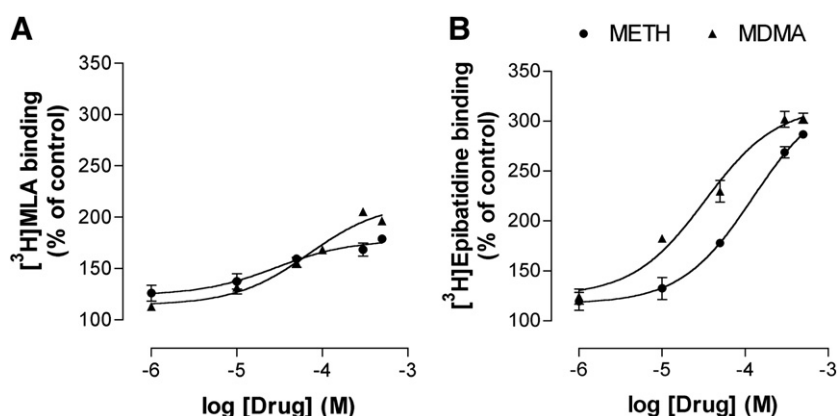 A
[³H]MLA binding
(% of control)
350
300
250
200
150
100
-6
-5
-4
-3
log [Drug] (M)
B
METH
MDMA
[³H]Epibatidine binding
(% of control)
350
300
250
200
150
100
-6
-5
-4
-3
log [Drug] (M)